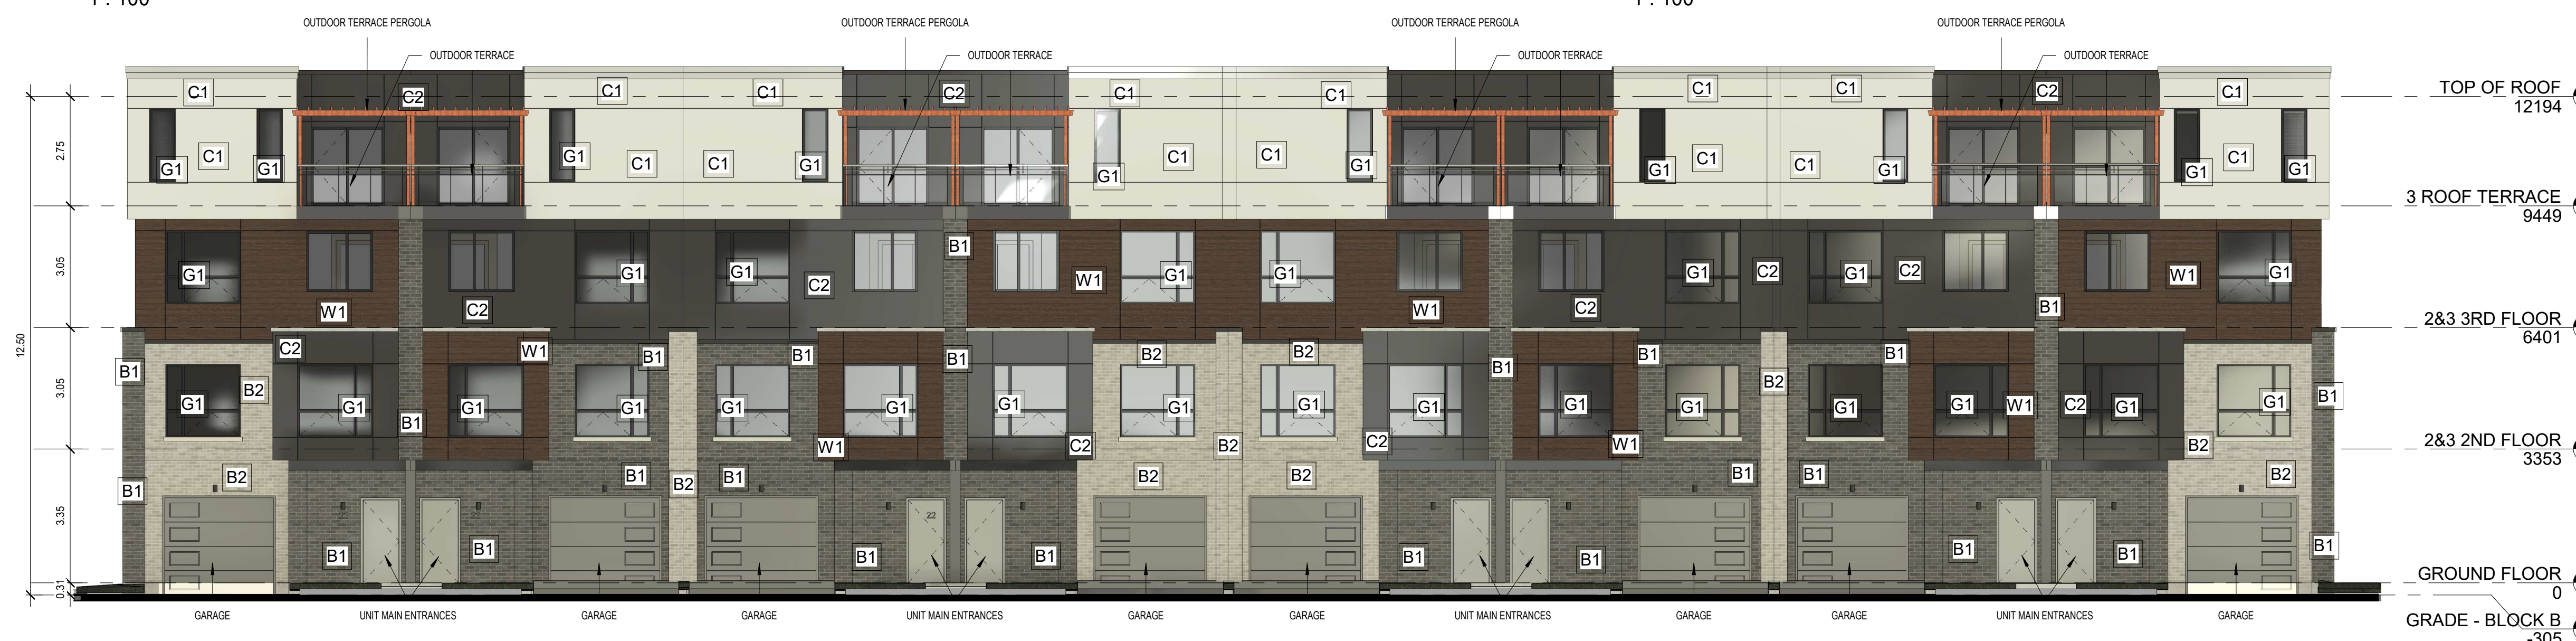 1 : 100
1 : 100
OUTDOOR TERRACE PERGOLA
OUTDOOR TERRACE PERGOLA
OUTDOOR TERRACE PERGOLA
OUTDOOR TERRACE PERGOLA
OUTDOOR TERRACE
OUTDOOR TERRACE
OUTDOOR TERRACE
OUTDOOR TERRACE
C1 C2 C1 C1 C2 C1 C1 C1 C1 C2 C1
TOP OF ROOF
12194
2.75
G1 C1 G1 G1 C1 C1 G1 G1 C1 C1 G1 G1 C1 C1 G1 G1 C1 G1
3 ROOF TERRACE
9449
3.05
G1 W1 C2 G1 G1 C2 B1 W1 G1 G1 W1 C2 G1 C2 G1 C2 B1 W1 G1
2&3 3RD FLOOR
6401
12.50
3.05
B1 G1 B2 C2 G1 B1 G1 W1 G1 B1 G1 B1 G1 W1 B1 G1 C2 B2 G1 B2 B2 G1 G1 C2 B1 G1 W1 B1 G1 B2 G1 B1 G1 W1 C2 G1 B2 G1 B1
2&3 2ND FLOOR
3353
3.35
B1 B2 B1 B2 B1 B2 B2 B1 B1 B2
22 22 22
B1 B1 B1 B1 B1 B1 B1 B1 B1
0.31
GROUND FLOOR
0
GARAGE
UNIT MAIN ENTRANCES
GARAGE
GARAGE
UNIT MAIN ENTRANCES
GARAGE
GARAGE
UNIT MAIN ENTRANCES
GARAGE
GARAGE
UNIT MAIN ENTRANCES
GARAGE
GRADE - BLOCK B
-305